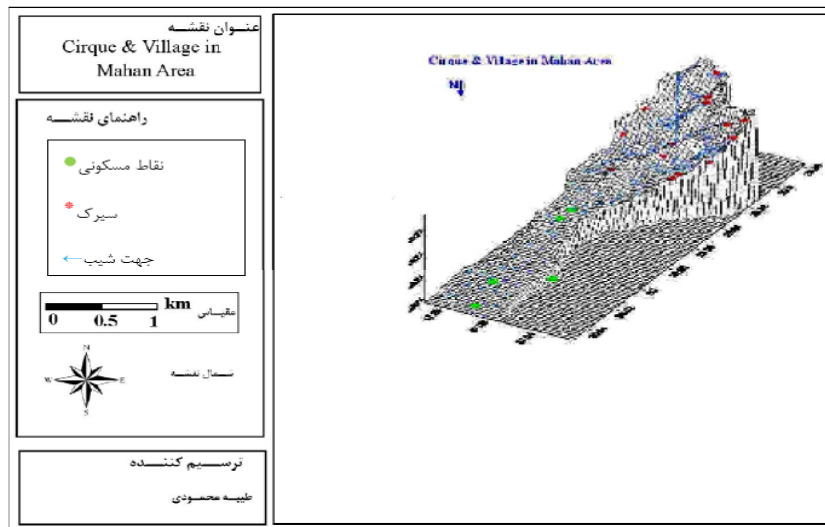 عنوان نقشه
Cirque & Village in
Mahan Area
راهنمای نقشه
نقاط مسکونی
سیرک
جهت شیب
km
0 0.5 1
مقیاس
N
W E
S
شمال نقشه
ترسیم کننده
طیبه محمودی
Cirque & Village in Mahan Area
N